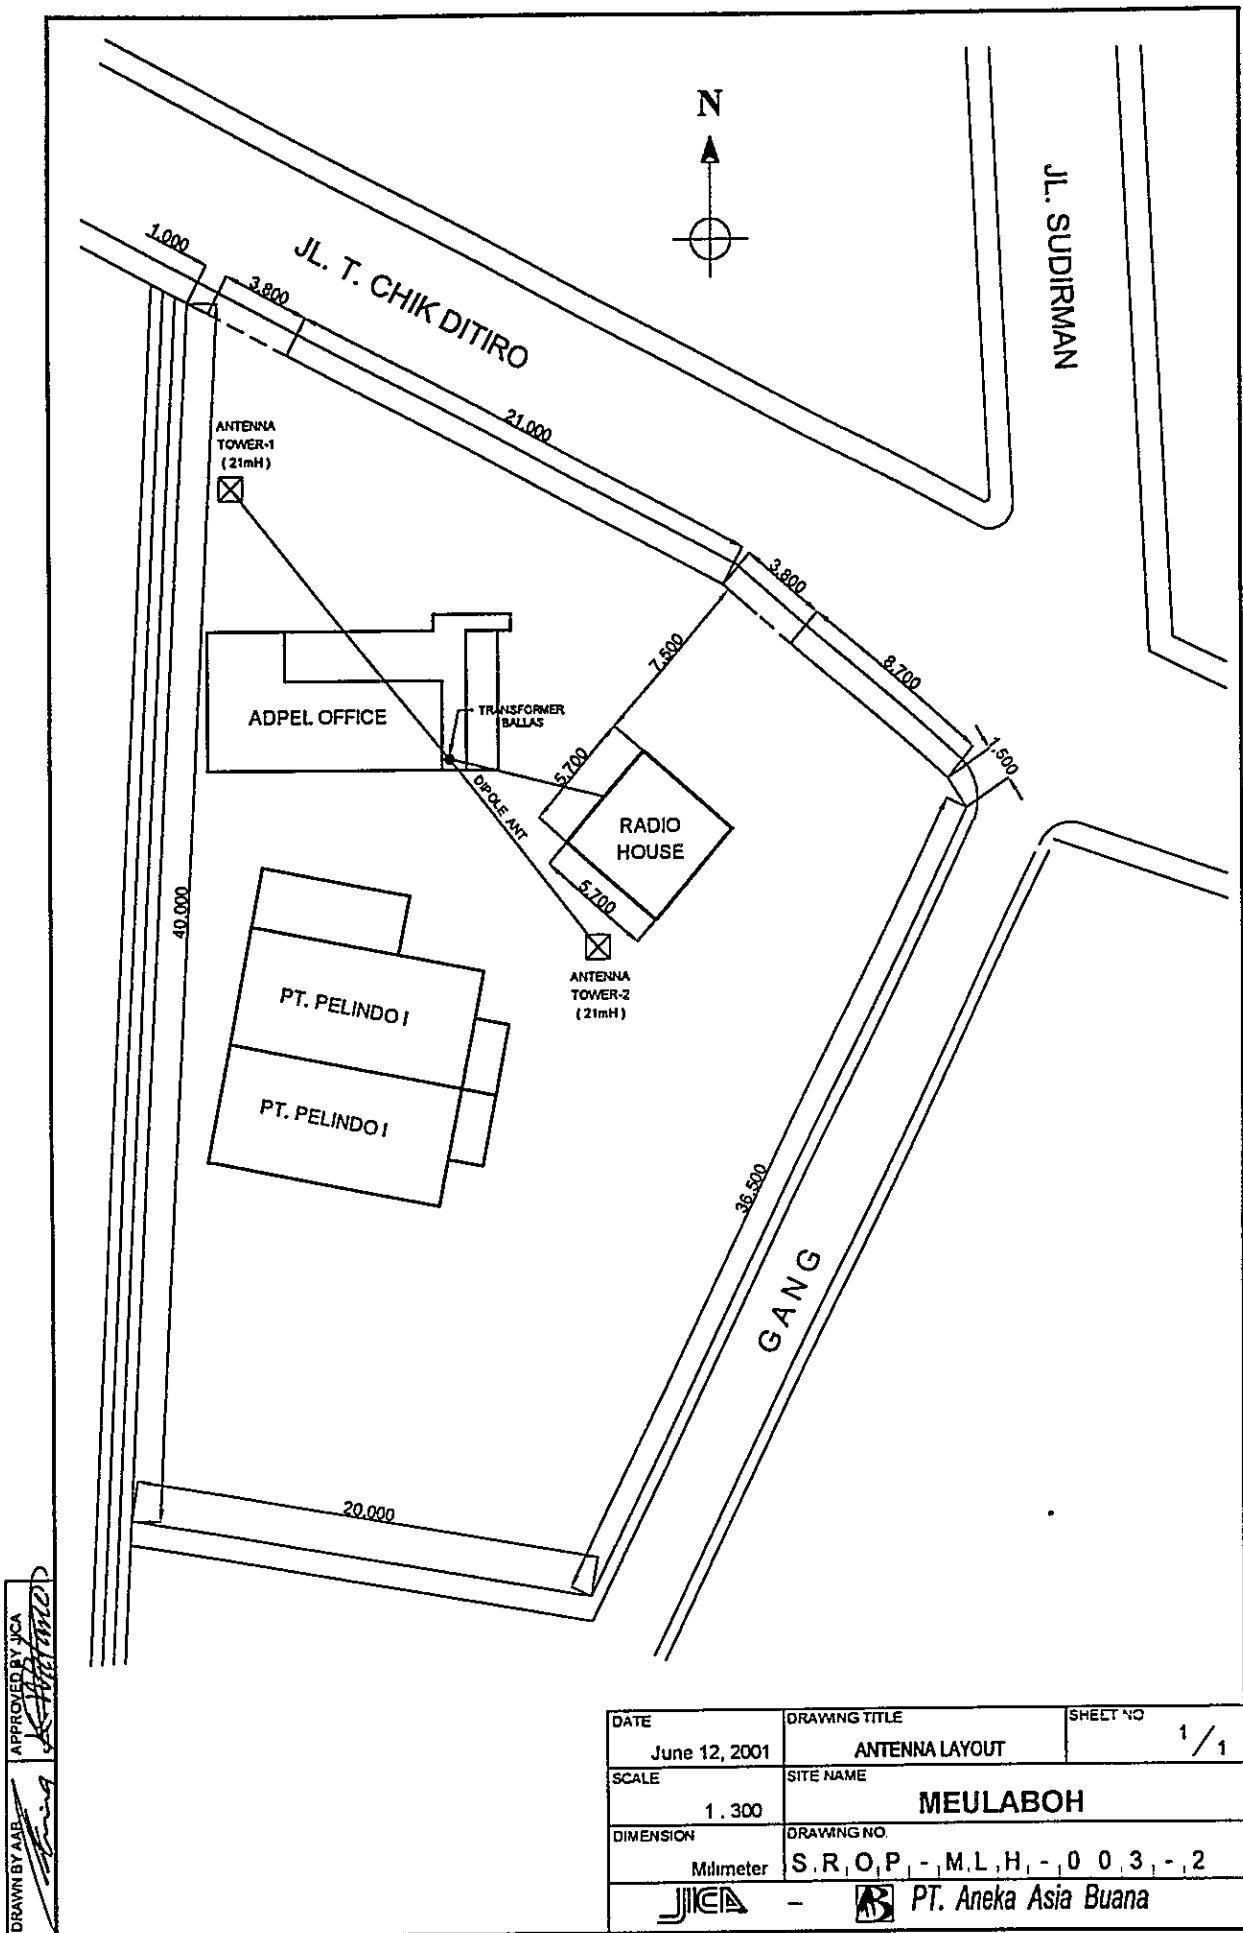 N
JL. SUDIRMAN
1.000
JL. T. CHIK DITIRO
3.800
21.000
ANTENNA
TOWER-1
( 21mH )
3.800
7.500
8.700
ADPEL OFFICE
TRANSFORMER
BALLAS
1.500
5.700
DIPOLE ANT
RADIO
HOUSE
5.700
40.000
ANTENNA
TOWER-2
( 21mH )
PT. PELINDO I
PT. PELINDO I
36.500
GANG
20.000
APPROVED BY JICA
DRAWN BY AAB
DATE
June 12, 2001
DRAWING TITLE
ANTENNA LAYOUT
SHEET NO
1/1
SCALE
1 . 300
SITE NAME
MEULABOH
DIMENSION
Milimeter
DRAWING NO.
S.R.O.P-MLH-003-2
JICA - AB PT. Aneka Asia Buana